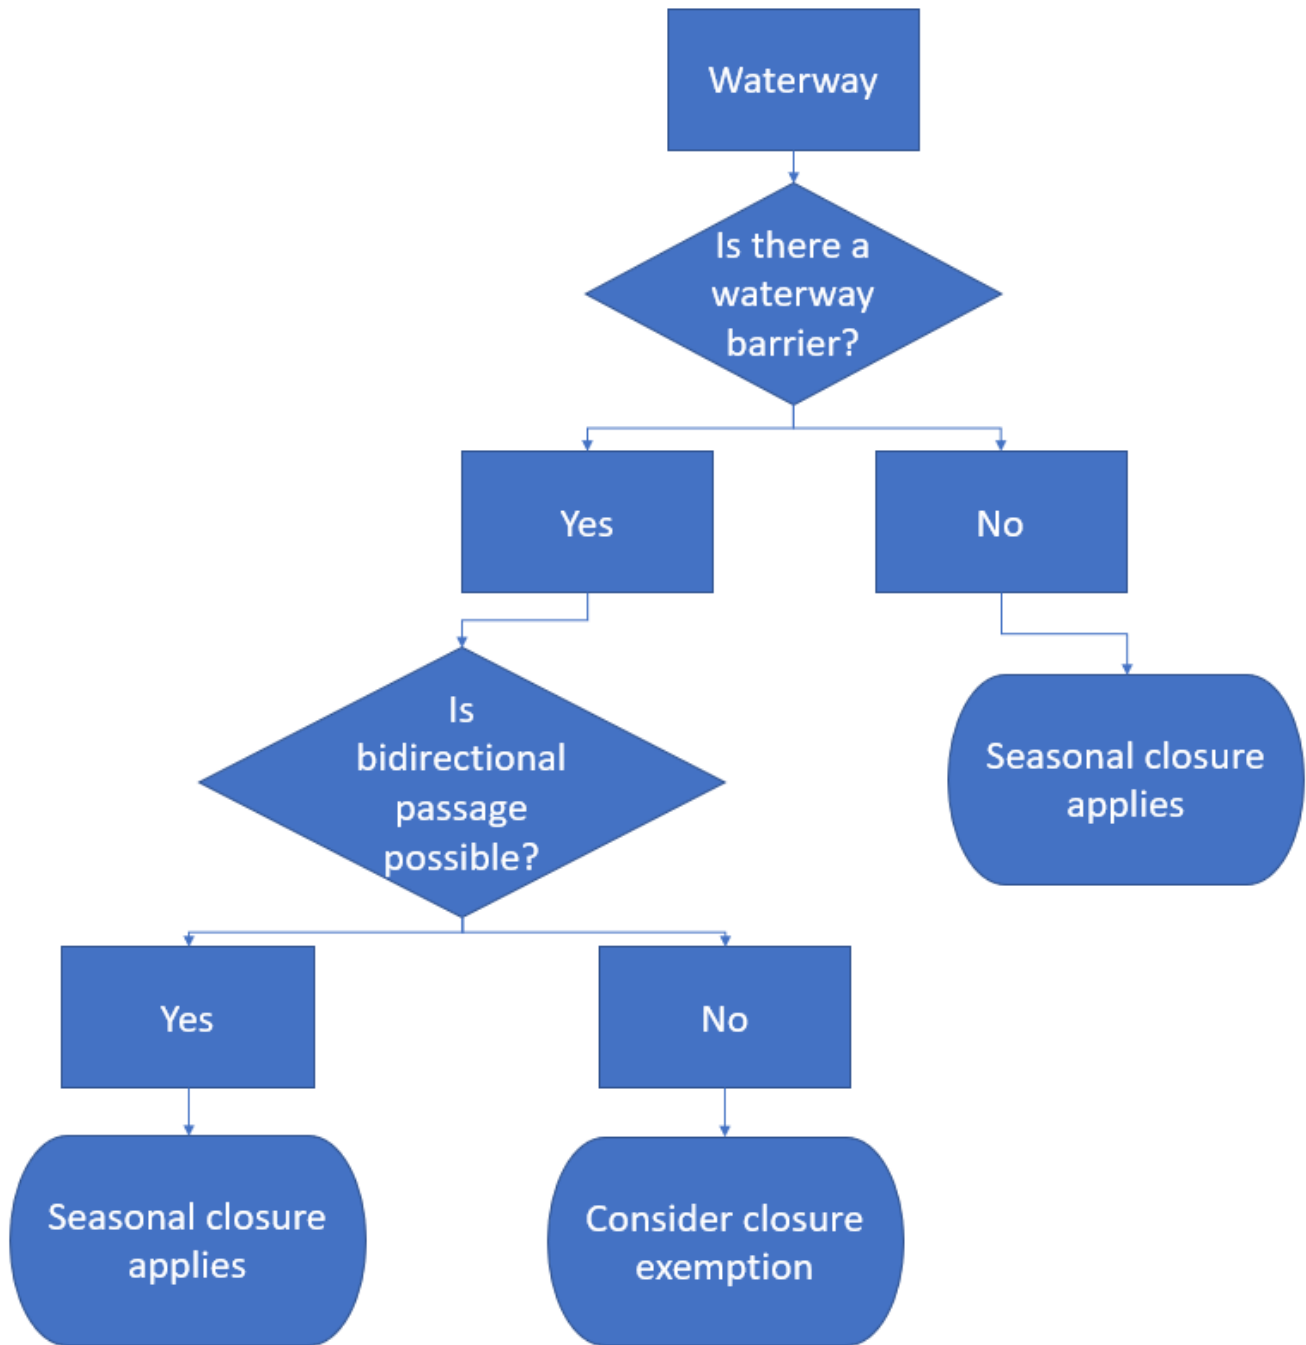 Waterway
Is there a
waterway
barrier?
Yes
No
Is
bidirectional
passage
possible?
Seasonal closure
applies
Yes
No
Seasonal closure
applies
Consider closure
exemption